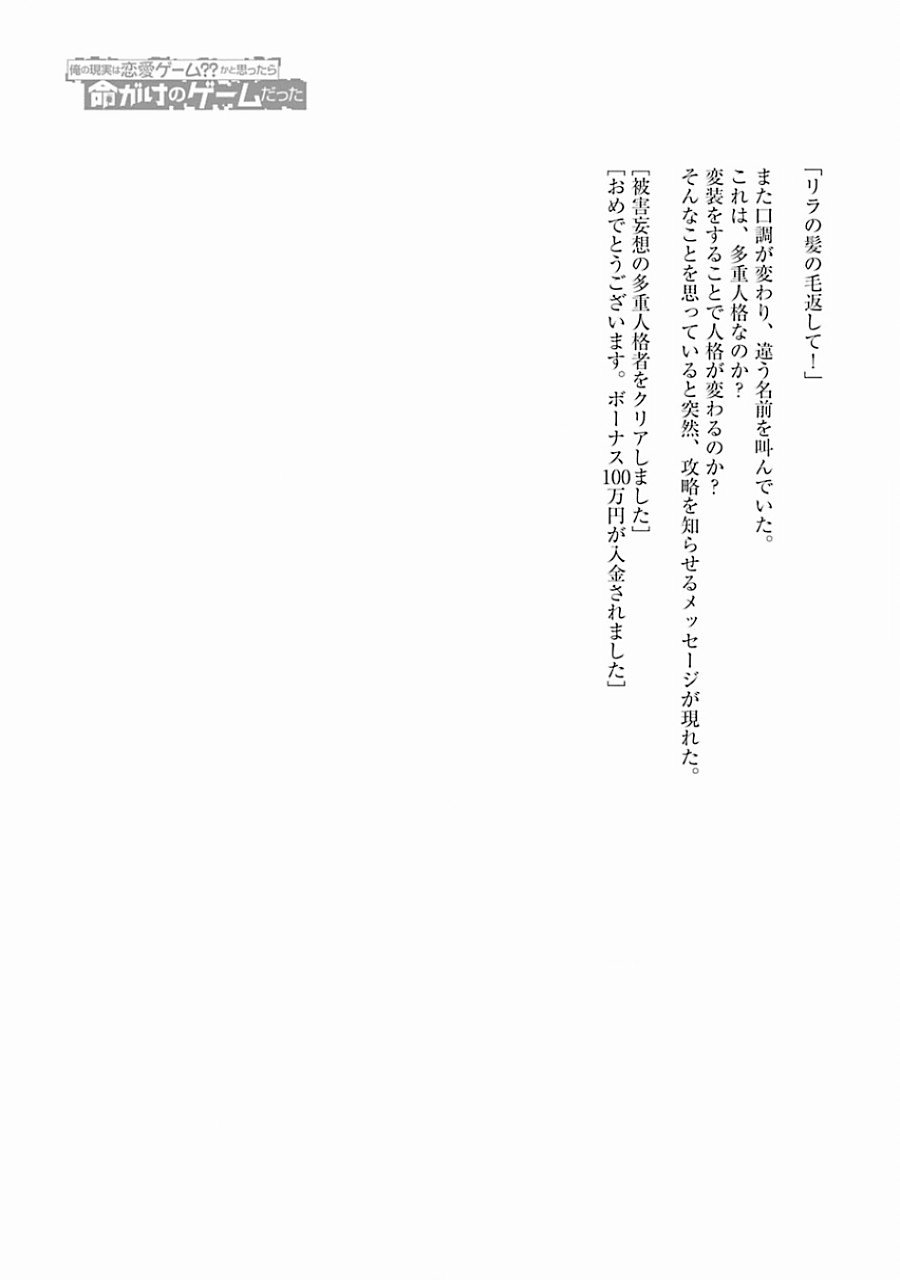 俺の現実は恋愛ゲーム??かと思ったら
命がけのゲームだった
「リラの髪の毛返して！」
また口調が変わり、違う名前を叫んでいた。
これは、多重人格なのか？
変装をすることで人格が変わるのか？
そんなことを思っていると突然、攻略を知らせるメッセージが現れた。
［被害妄想の多重人格者をクリアしました］
［おめでとうございます。ボーナス100万円が入金されました］